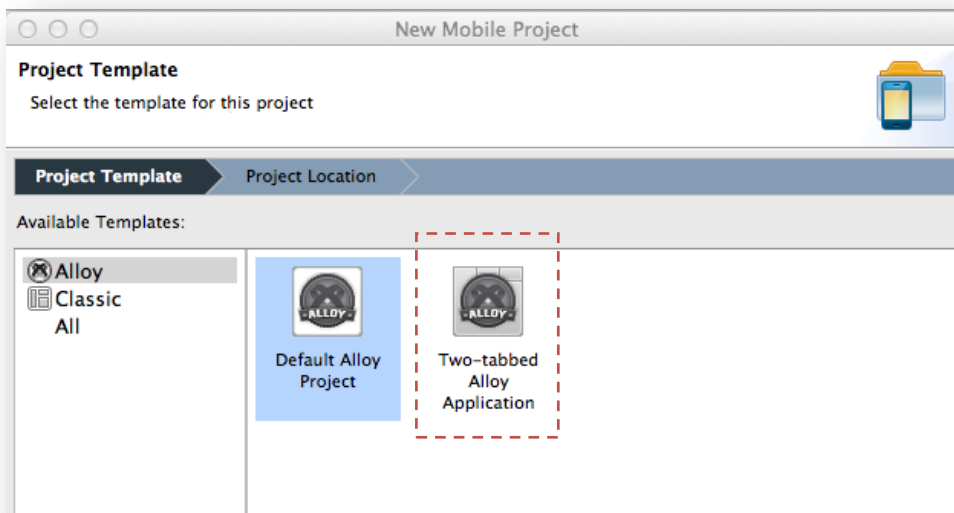 New Mobile Project
Project Template
Select the template for this project
Project Template
Project Location
Available Templates:
Alloy
Classic
All
ALLOY
Default Alloy
Project
ALLOY
Two-tabbed
Alloy
Application